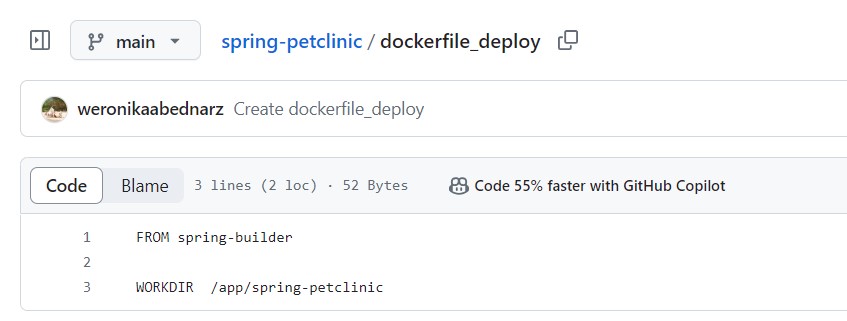 main spring-petclinic / dockerfile_deploy
weronikaabednarz Create dockerfile_deploy
Code Blame 3 lines (2 loc) · 52 Bytes Code 55% faster with GitHub Copilot
1 FROM spring-builder
2
3 WORKDIR  /app/spring-petclinic